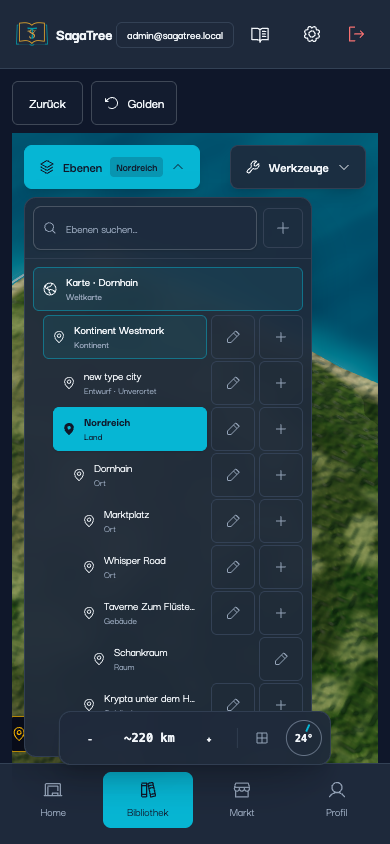 SagaTree
admin@sagatree.local
Zurück
Golden
Ebenen
Nordreich
Werkzeuge
Ebenen suchen…
Karte · Dornhain
Weltkarte
Kontinent Westmark
Kontinent
new type city
Entwurf · Unverortet
Nordreich
Land
Dornhain
Ort
Marktplatz
Ort
Whisper Road
Ort
Taverne Zum Flüste…
Gebäude
Schankraum
Raum
Krypta unter dem H…
- ~220 km +
24°
Home
Bibliothek
Markt
Profil